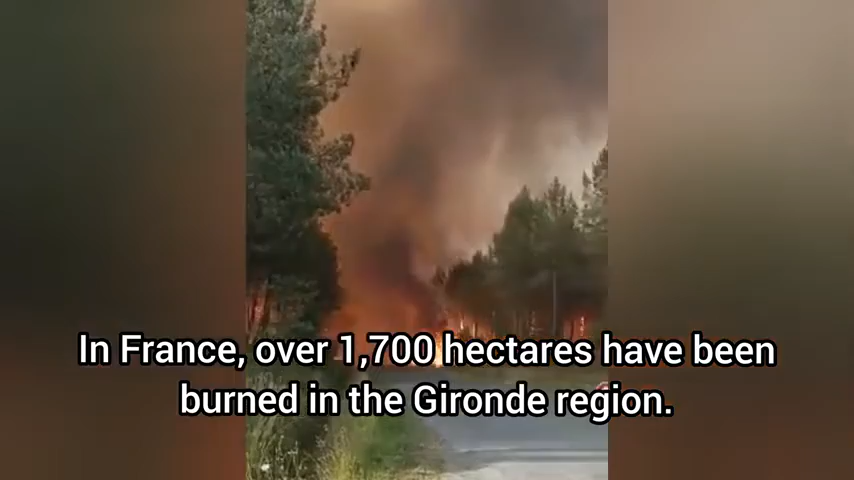 In France, over 1,700 hectares have been
burned in the Gironde region.